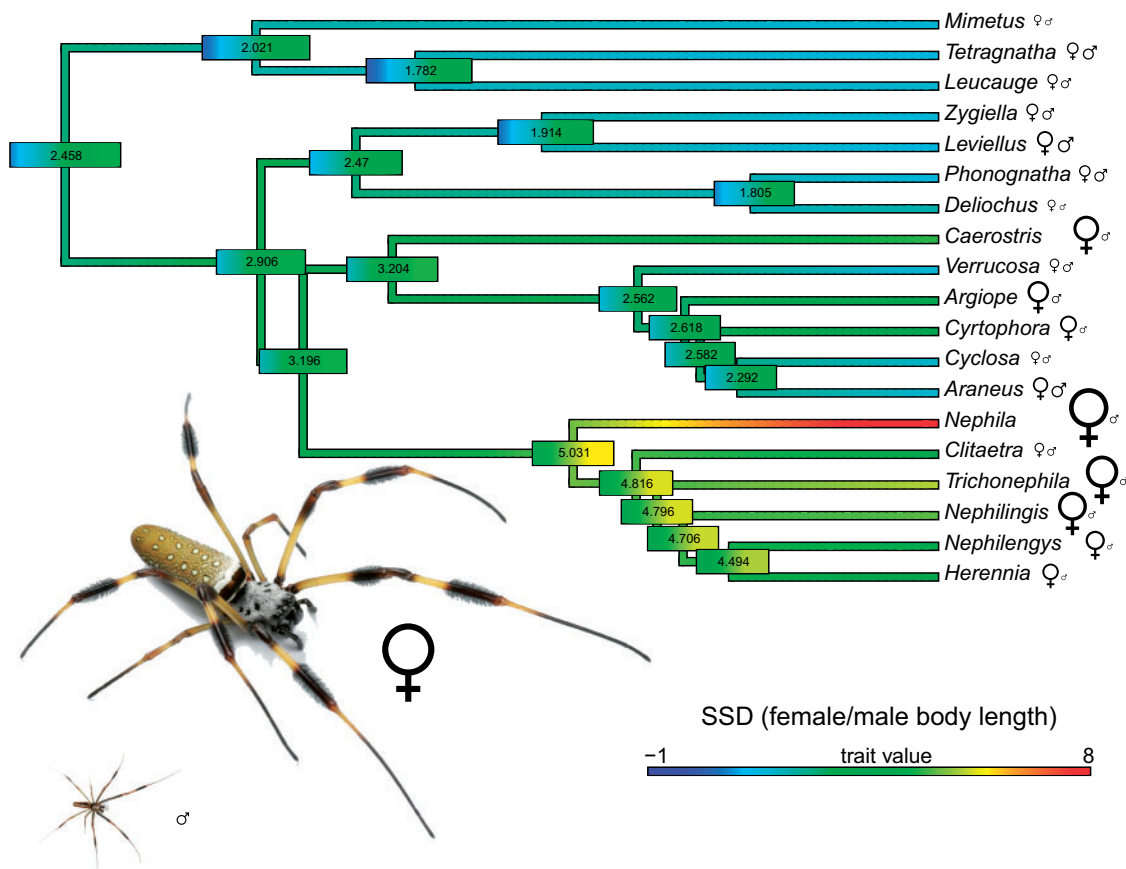 Mimetus ♀♂
2.021
Tetragnatha ♀♂
1.782
Leucauge ♀♂
Zygiella ♀♂
1.914
Leviellus ♀♂
2.458
2.47
Phonognatha ♀♂
1.805
Deliochus ♀♂
Caerostris ♀♂
2.906
3.204
Verrucosa ♀♂
2.562
Argiope ♀♂
2.618
Cyrtophora ♀♂
3.196
2.582
Cyclosa ♀♂
2.292
Araneus ♀♂
Nephila ♀♂
5.031
Clitaetra ♀♂
4.816
Trichonephila ♀♂
4.796
Nephilingis ♀♂
4.706
Nephilengys ♀♂
4.494
Herennia ♀♂
♀
SSD (female/male body length)
−1 trait value 8
♂